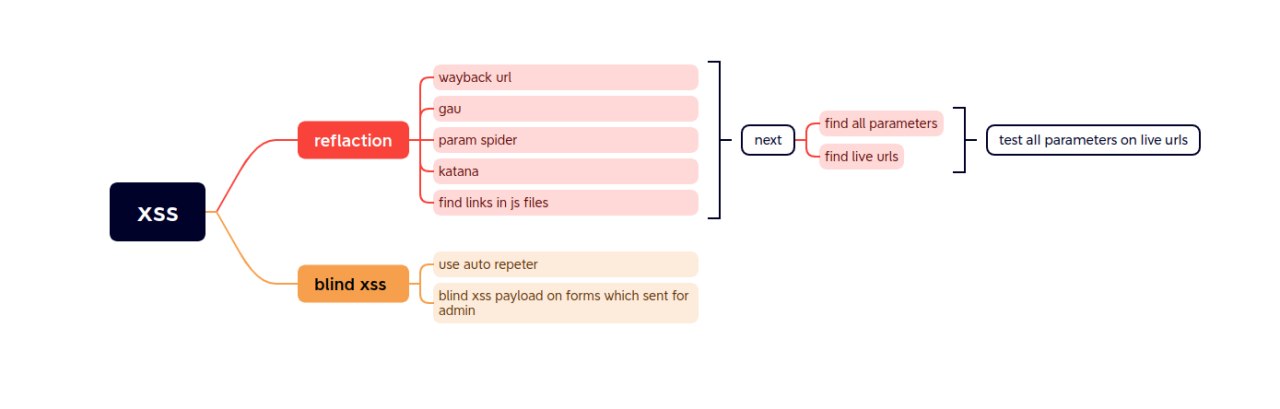 xss
reflaction
wayback url
gau
param spider
katana
find links in js files
next
find all parameters
find live urls
test all parameters on live urls
blind xss
use auto repeter
blind xss payload on forms which sent for
admin